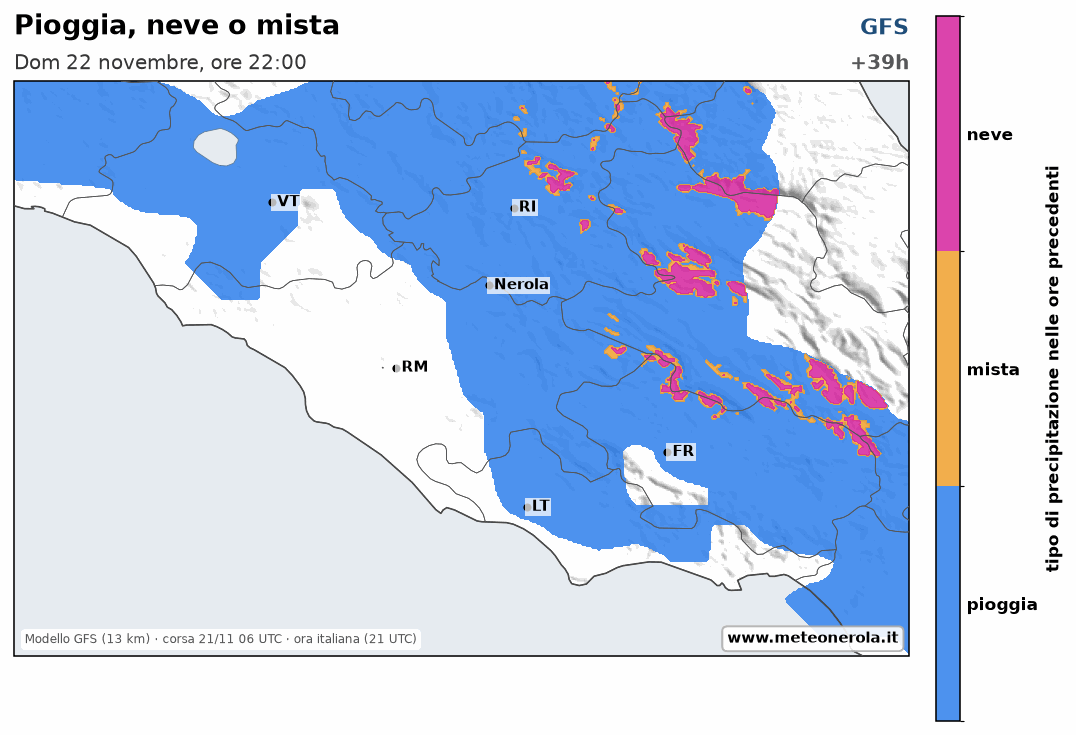 Pioggia, neve o mista
GFS
Dom 22 novembre, ore 22:00
+39h
neve
mista
pioggia
tipo di precipitazione nelle ore precedenti
VT
RI
Nerola
RM
FR
LT
Modello GFS (13 km) · corsa 21/11 06 UTC · ora italiana (21 UTC)
www.meteonerola.it